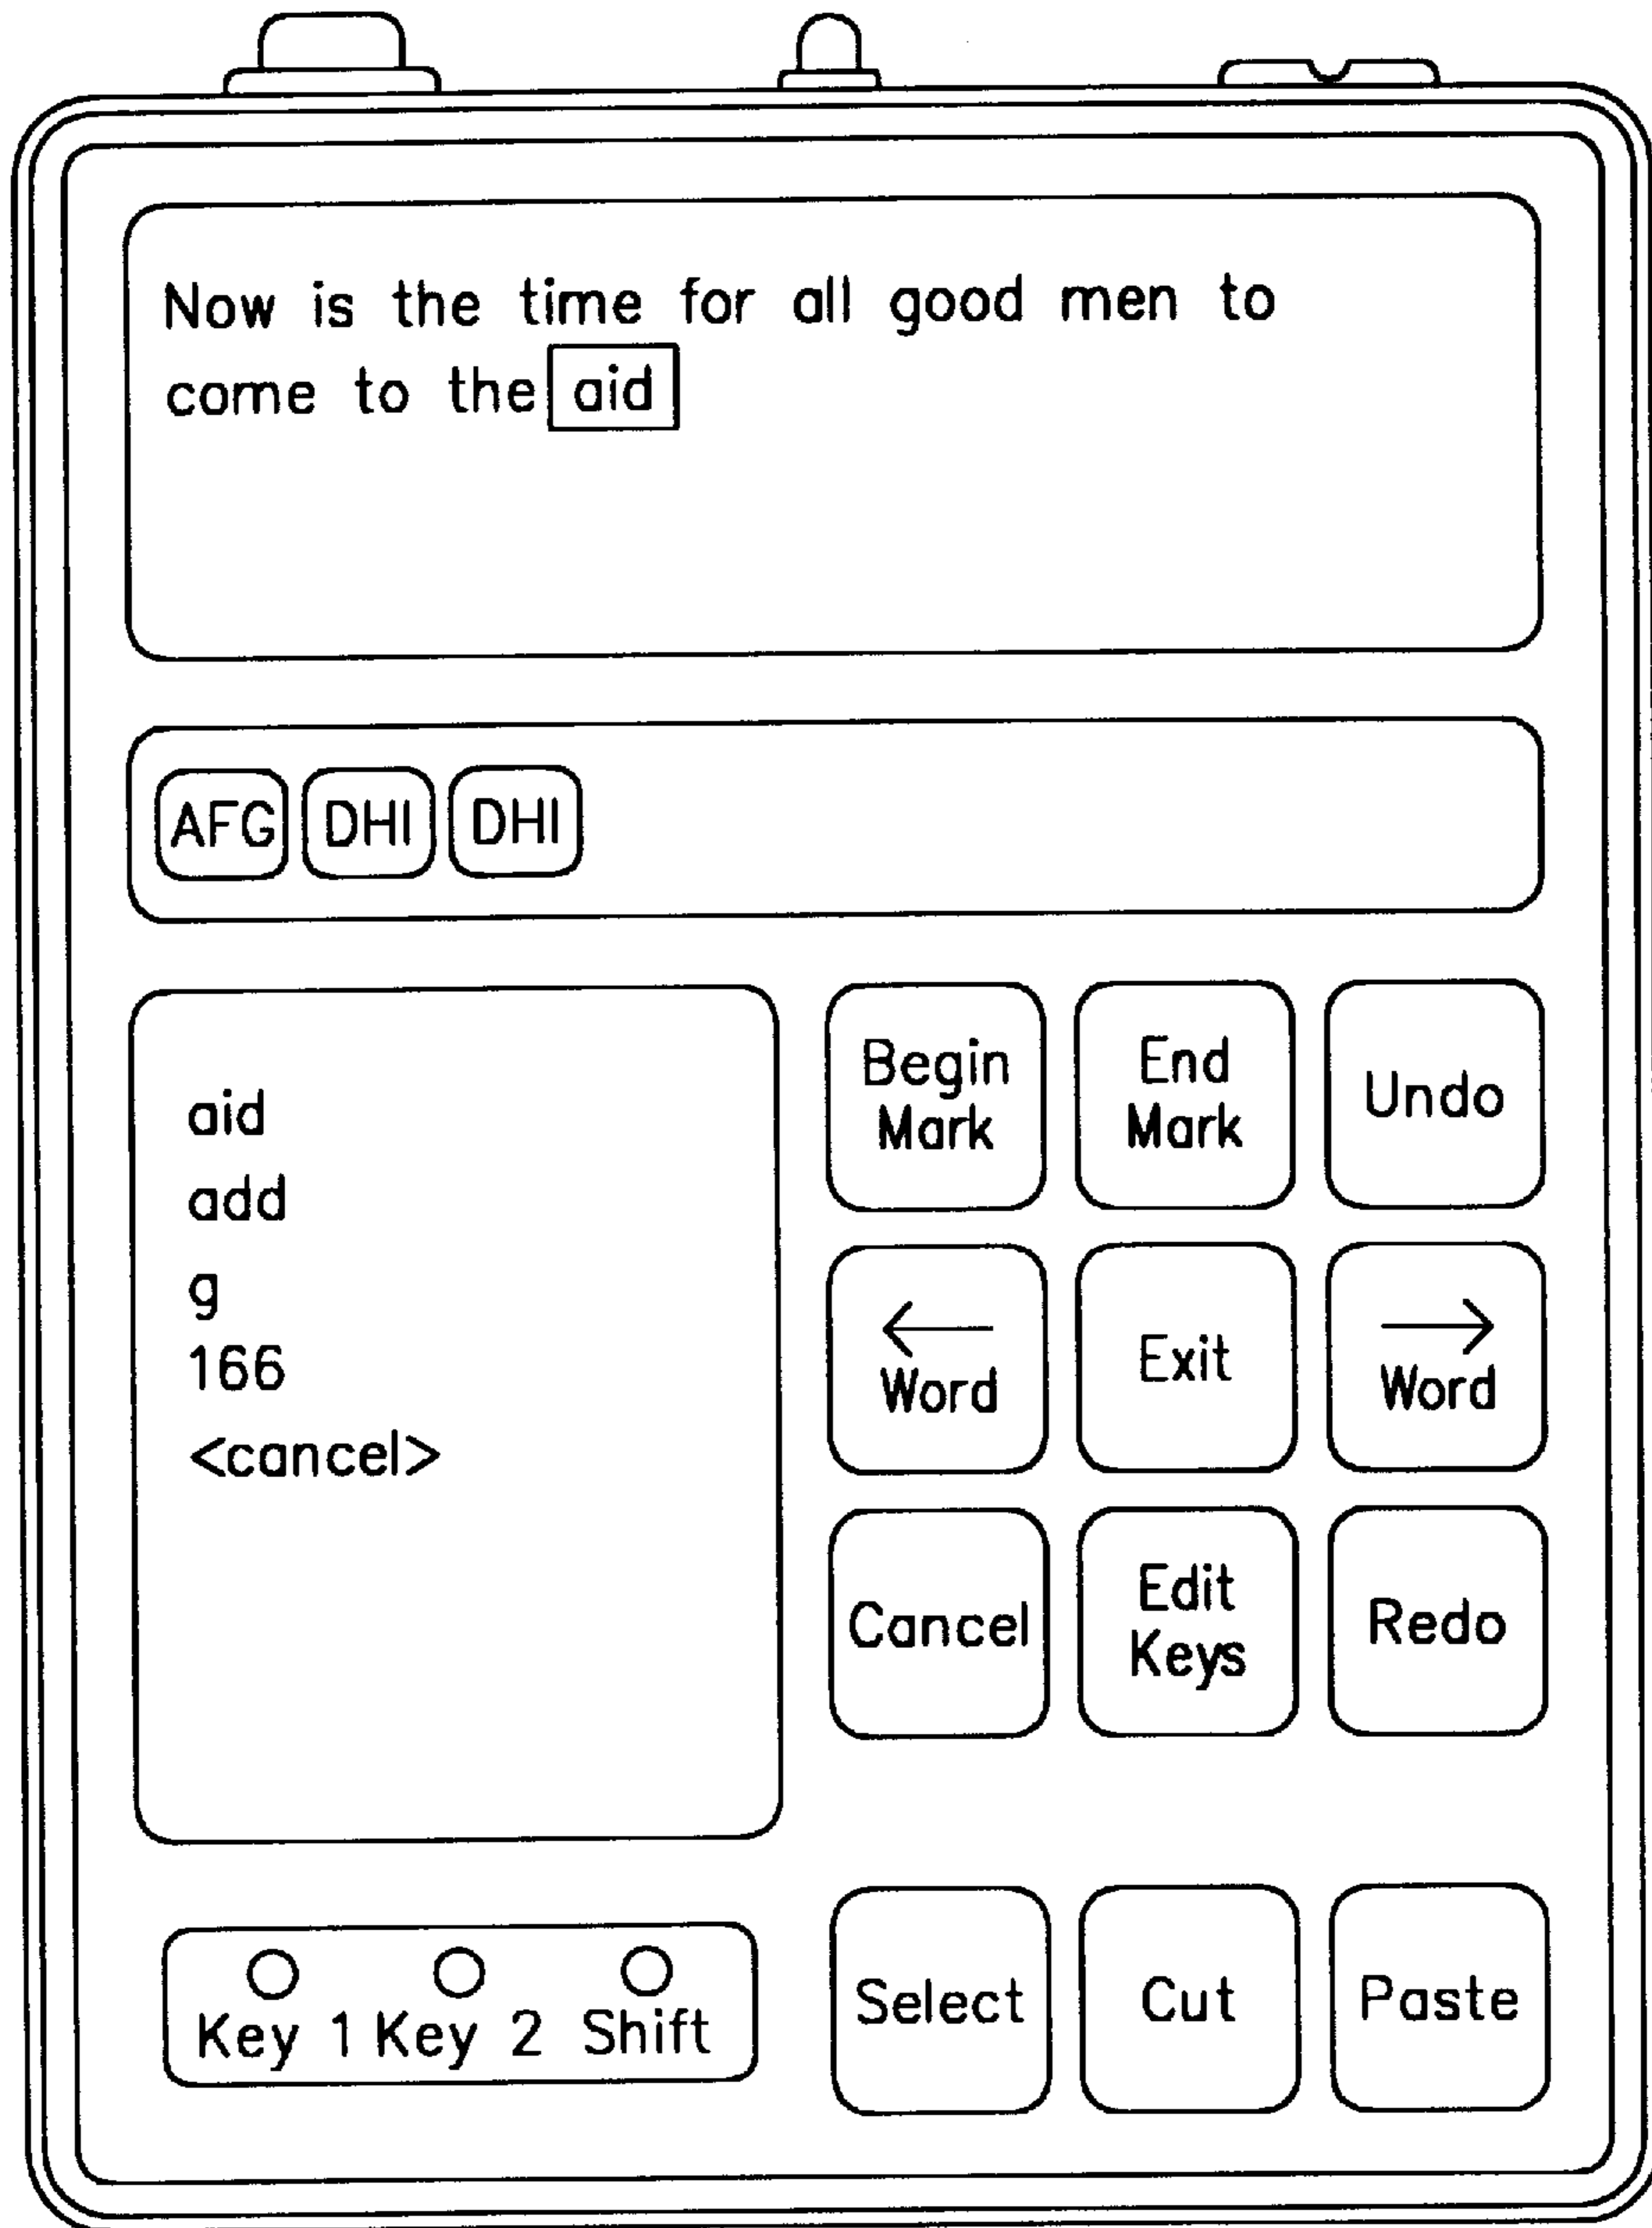 Now is the time for all good men to
come to the aid
AFG DHI DHI
aid
add
g
166
<cancel>
Begin
Mark
End
Mark
Undo
Word
Exit
Word
Cancel
Edit
Keys
Redo
Key 1 Key 2 Shift
Select
Cut
Paste